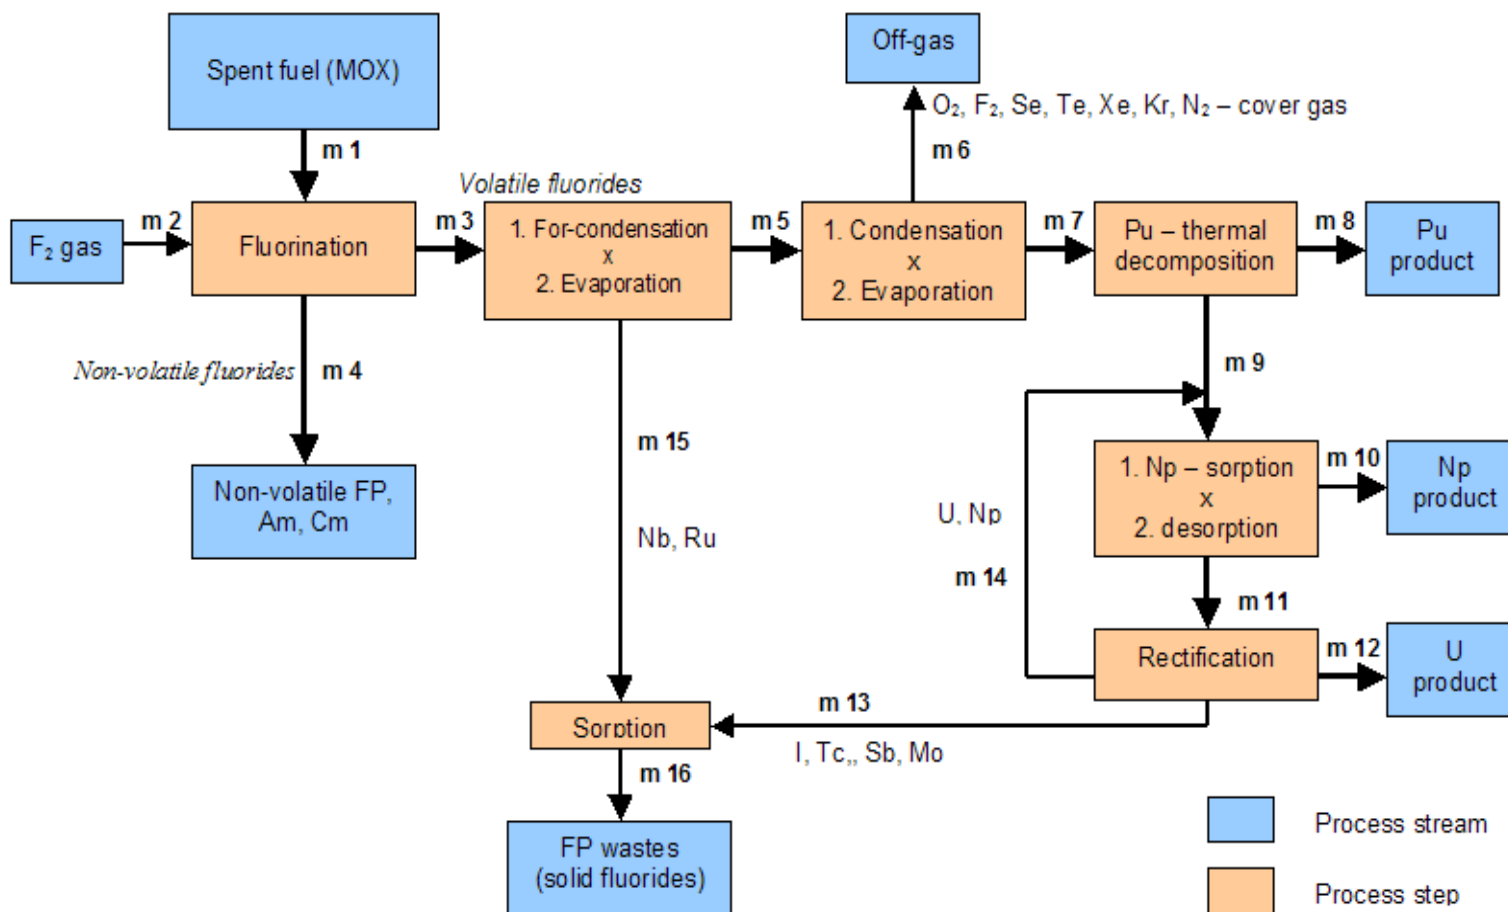 Spent fuel (MOX)
Off-gas
O₂, F₂, Se, Te, Xe, Kr, N₂ – cover gas
m 1
m 6
Volatile fluorides
m 2
m 3
m 5
m 7
m 8
F₂ gas
Fluorination
1. For-condensation
x
2. Evaporation
1. Condensation
x
2. Evaporation
Pu – thermal
decomposition
Pu
product
Non-volatile fluorides
m 4
m 9
m 15
Non-volatile FP,
Am, Cm
1. Np – sorption
x
2. desorption
m 10
Np
product
Nb, Ru
U, Np
m 14
m 11
Rectification
m 12
U
product
m 13
Sorption
I, Tc,, Sb, Mo
m 16
FP wastes
(solid fluorides)
Process stream
Process step